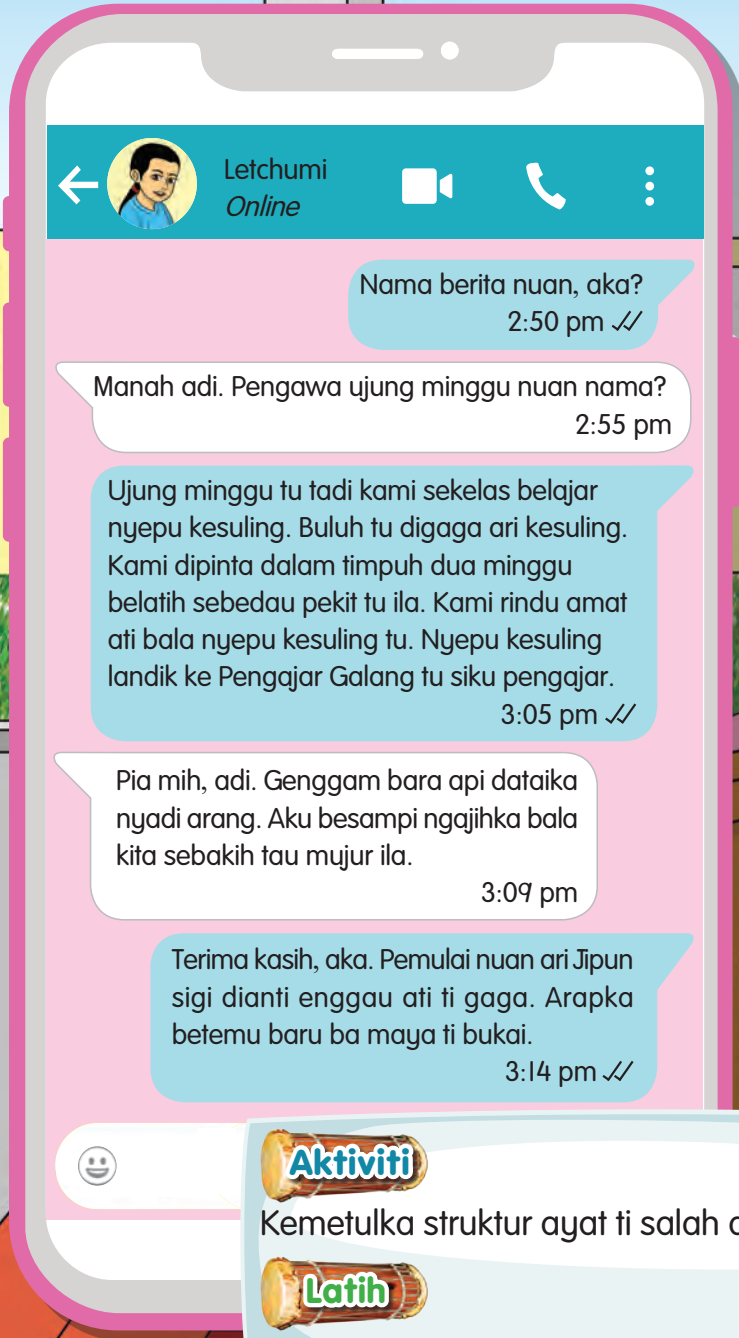 Letchumi
Online
Nama berita nuan, aka?
2:50 pm
Manah adi. Pengawa ujung minggu nuan nama?
2:55 pm
Ujung minggu tu tadi kami sekelas belajar
nyepu kesuling. Buluh tu digaga ari kesuling.
Kami dipinta dalam timpuh dua minggu
belatih sebedau pekit tu ila. Kami rindu amat
ati bala nyepu kesuling tu. Nyepu kesuling
landik ke Pengajar Galang tu siku pengajar.
3:05 pm
Pia mih, adi. Genggam bara api dataika
nyadi arang. Aku besampi ngajihka bala
kita sebakih tau mujur ila.
3:09 pm
Terima kasih, aka. Pemulai nuan ari Jipun
sigi dianti enggau ati ti gaga. Arapka
betemu baru ba maya ti bukai.
3:14 pm
Aktiviti
Kemetulka struktur ayat ti salah
Latih